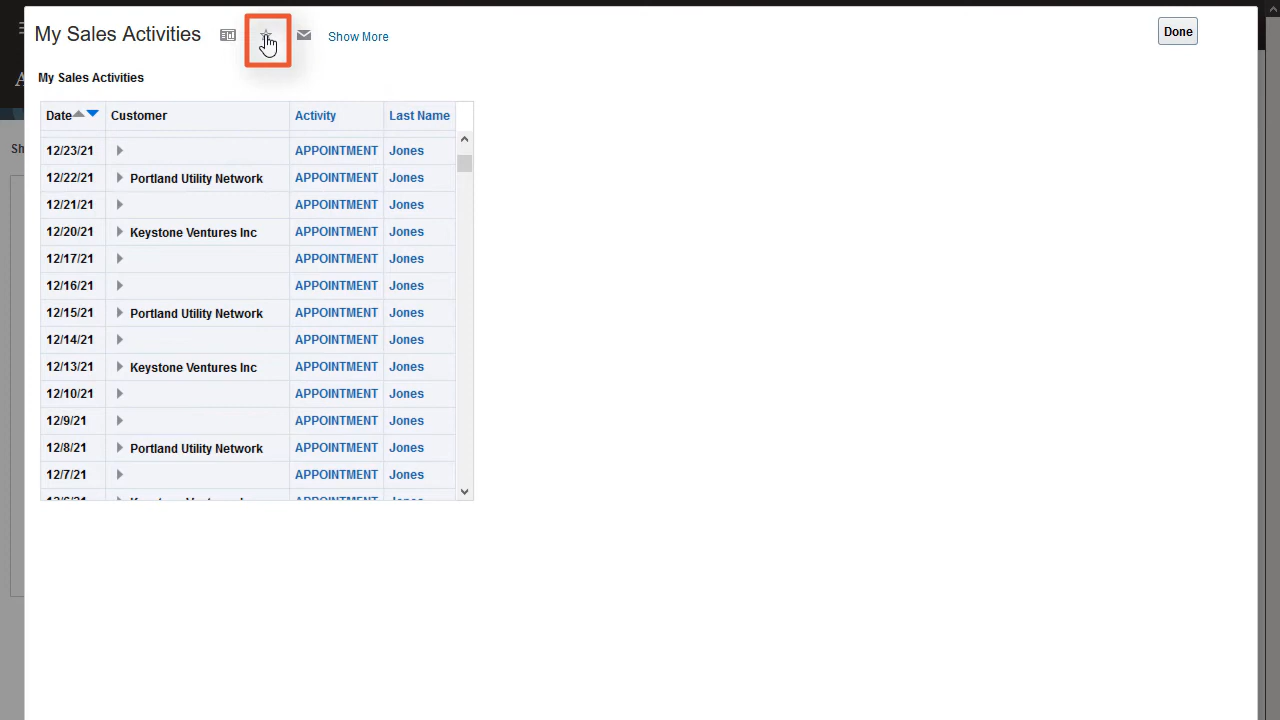 My Sales Activities Show More Done
A
My Sales Activities
Date Customer Activity Last Name
Sh
12/23/21 APPOINTMENT Jones
12/22/21 Portland Utility Network APPOINTMENT Jones
12/21/21 APPOINTMENT Jones
12/20/21 Keystone Ventures Inc APPOINTMENT Jones
12/17/21 APPOINTMENT Jones
12/16/21 APPOINTMENT Jones
12/15/21 Portland Utility Network APPOINTMENT Jones
12/14/21 APPOINTMENT Jones
12/13/21 Keystone Ventures Inc APPOINTMENT Jones
12/10/21 APPOINTMENT Jones
12/9/21 APPOINTMENT Jones
12/8/21 Portland Utility Network APPOINTMENT Jones
12/7/21 APPOINTMENT Jones